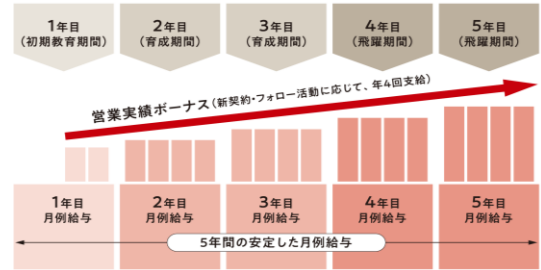 1年目
（初期教育期間）
2年目
（育成期間）
3年目
（育成期間）
4年目
（飛躍期間）
5年目
（飛躍期間）
営業実績ボーナス（新契約・フォロー活動に応じて、年4回支給）
1年目
月例給与
2年目
月例給与
3年目
月例給与
4年目
月例給与
5年目
月例給与
5年間の安定した月例給与